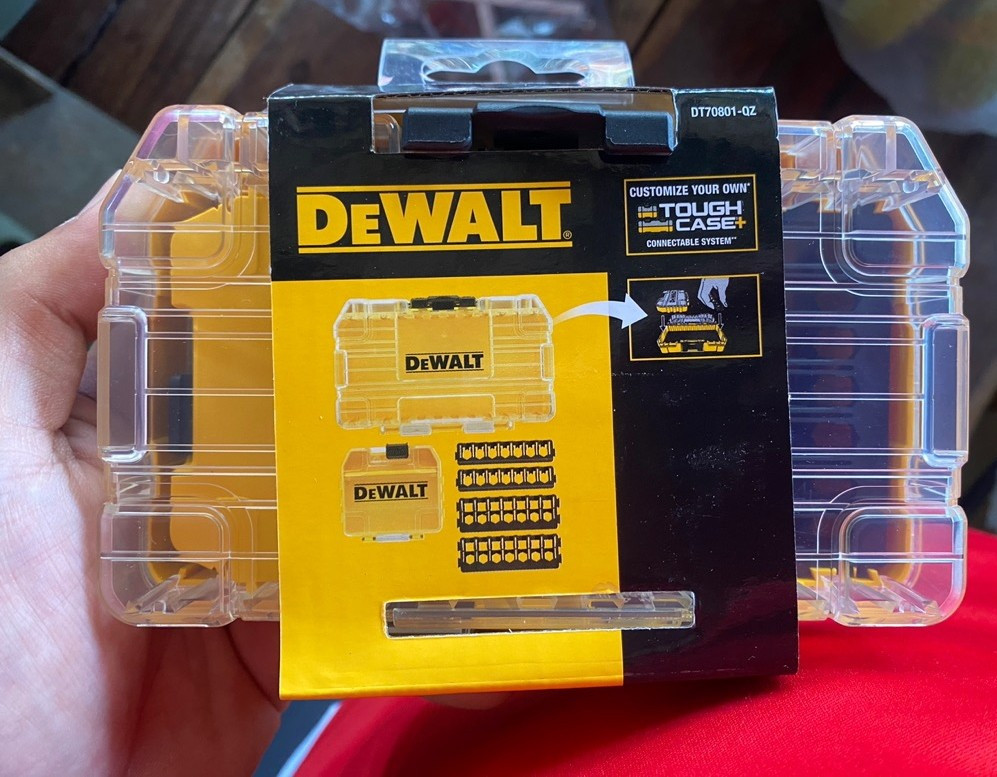 DT70801-QZ
DEWALT®
CUSTOMIZE YOUR OWN*
TOUGH
CASE+
CONNECTABLE SYSTEM**
DEWALT
DEWALT